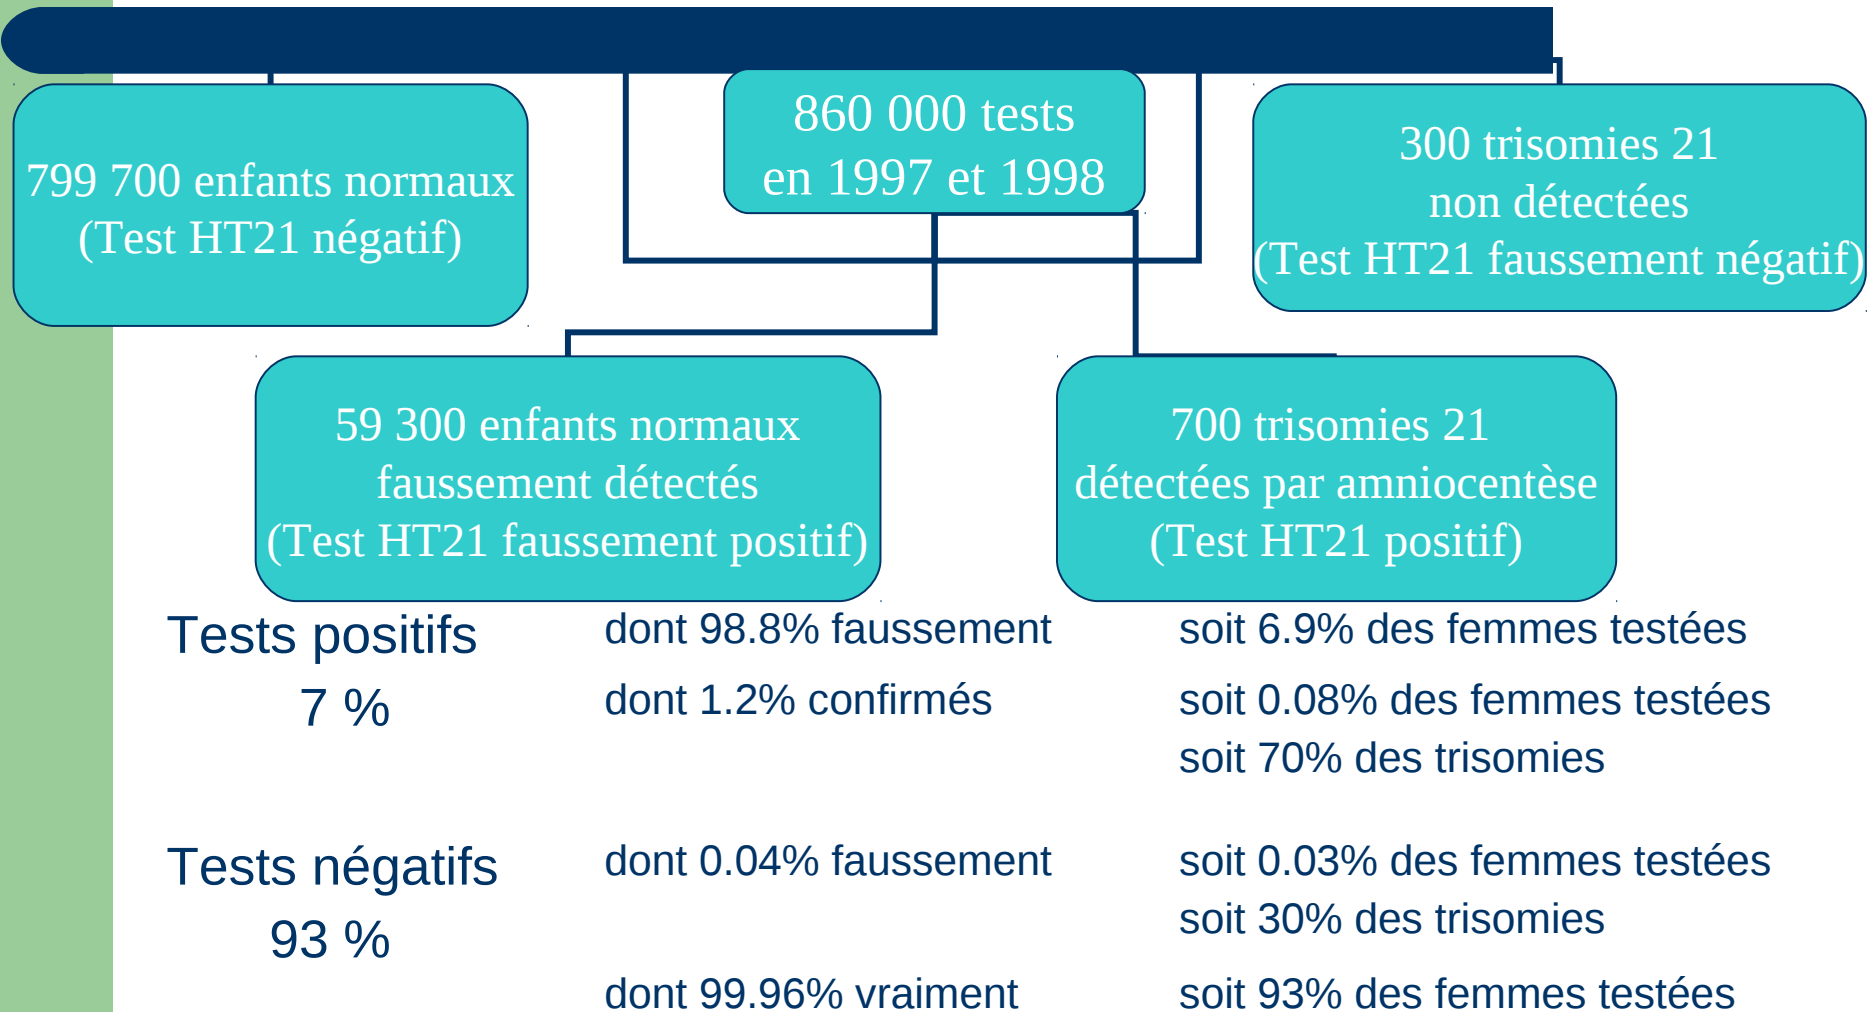 860 000 tests
en 1997 et 1998
799 700 enfants normaux
(Test HT21 négatif)
300 trisomies 21
non détectées
(Test HT21 faussement négatif)
59 300 enfants normaux
faussement détectés
(Test HT21 faussement positif)
700 trisomies 21
détectées par amniocentèse
(Test HT21 positif)
Tests positifs
7 %
dont 98.8% faussement
soit 6.9% des femmes testées
dont 1.2% confirmés
soit 0.08% des femmes testées
soit 70% des trisomies
Tests négatifs
93 %
dont 0.04% faussement
soit 0.03% des femmes testées
soit 30% des trisomies
dont 99.96% vraiment
soit 93% des femmes testées